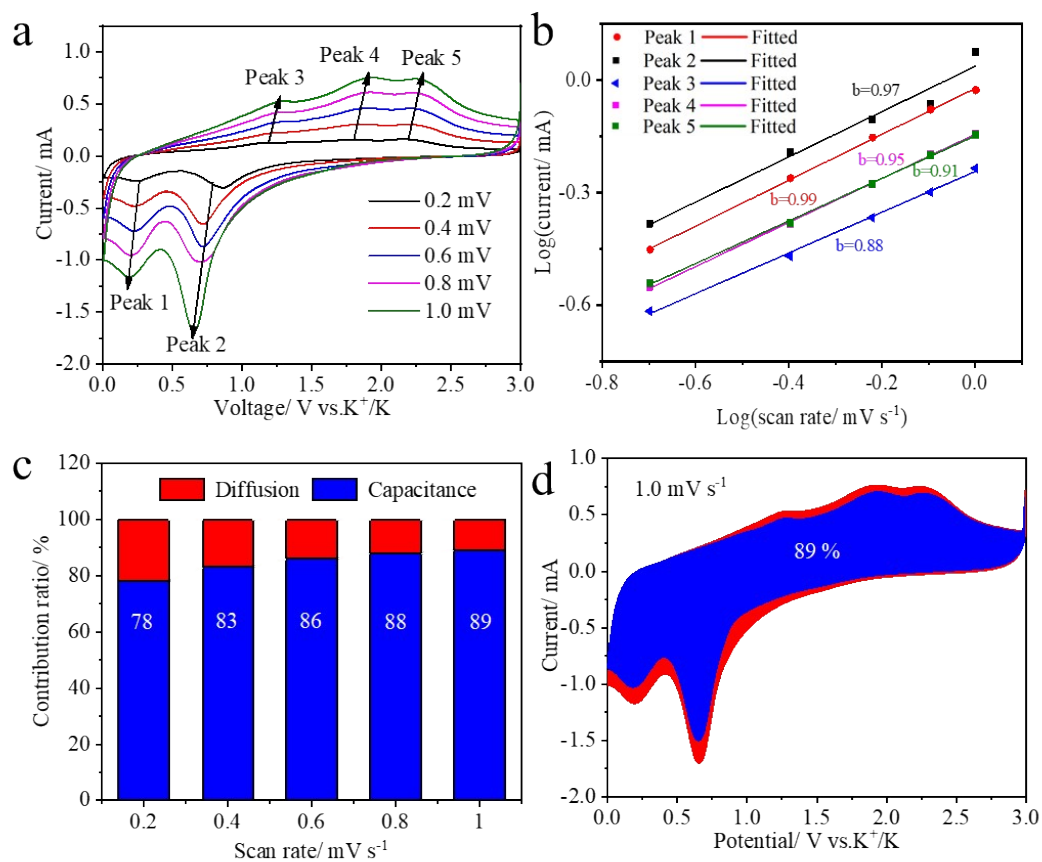 a
Current/ mA
1.0
0.5
0.0
-0.5
-1.0
-1.5
-2.0
Peak 3
Peak 4
Peak 5
Peak 1
Peak 2
0.2 mV
0.4 mV
0.6 mV
0.8 mV
1.0 mV
0.0 0.5 1.0 1.5 2.0 2.5 3.0
Voltage/ V vs.K⁺/K
b
Log(current/ mA)
0.0
-0.3
-0.6
Peak 1 Fitted
Peak 2 Fitted
Peak 3 Fitted
Peak 4 Fitted
Peak 5 Fitted
b=0.97
b=0.95
b=0.91
b=0.99
b=0.88
-0.8 -0.6 -0.4 -0.2 0.0
Log(scan rate/ mV s⁻¹)
c
Contribution ratio/ %
120
100
80
60
40
20
0
Diffusion Capacitance
78 83 86 88 89
0.2 0.4 0.6 0.8 1
Scan rate/ mV s⁻¹
d
Current/ mA
1.0
0.5
0.0
-0.5
-1.0
-1.5
-2.0
1.0 mV s⁻¹
89 %
0.0 0.5 1.0 1.5 2.0 2.5 3.0
Potential/ V vs.K⁺/K